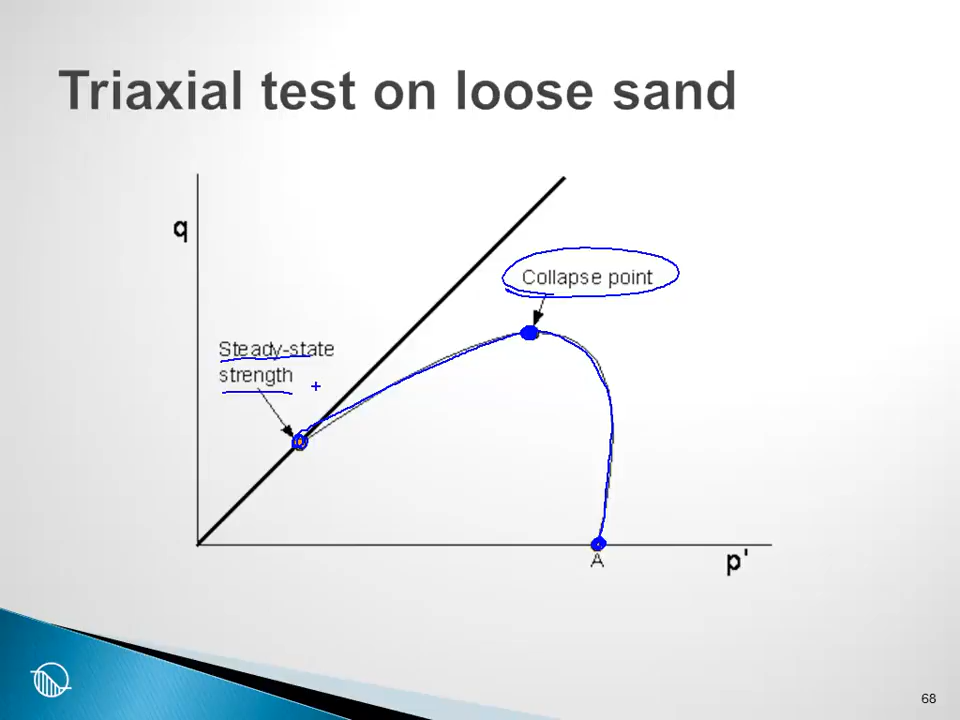 Triaxial test on loose sand
q
Collapse point
Steady-state
strength
A
p'
68